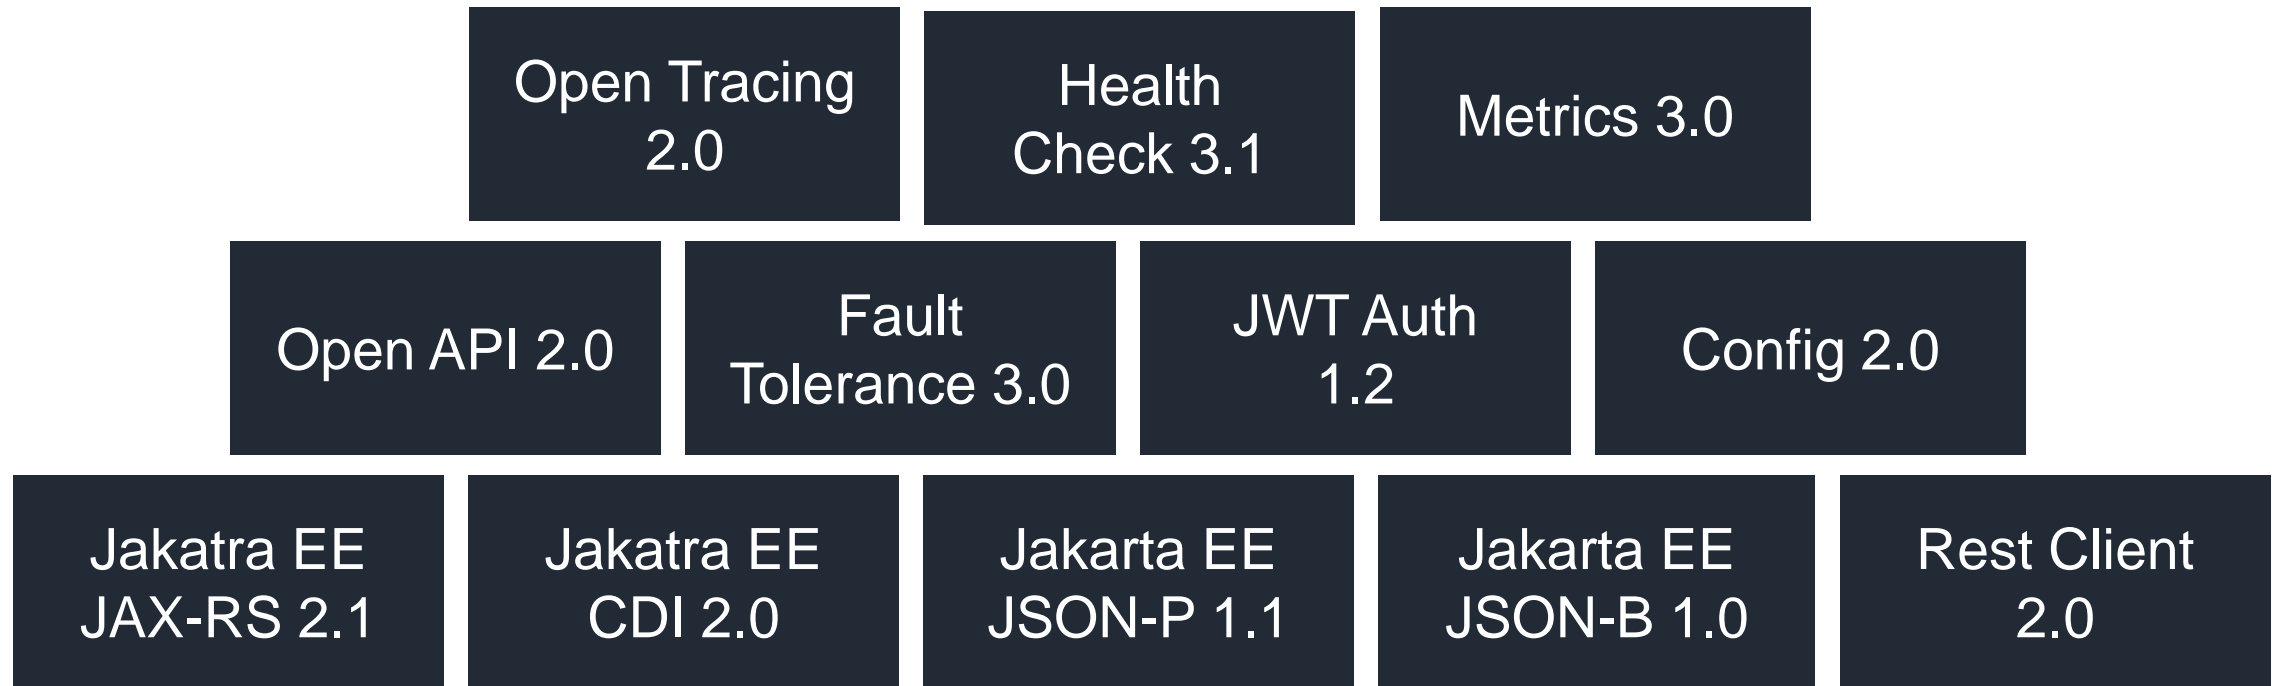 Open Tracing
2.0
Health
Check 3.1
Metrics 3.0
Open API 2.0
Fault
Tolerance 3.0
JWT Auth
1.2
Config 2.0
Jakatra EE
JAX-RS 2.1
Jakatra EE
CDI 2.0
Jakarta EE
JSON-P 1.1
Jakarta EE
JSON-B 1.0
Rest Client
2.0